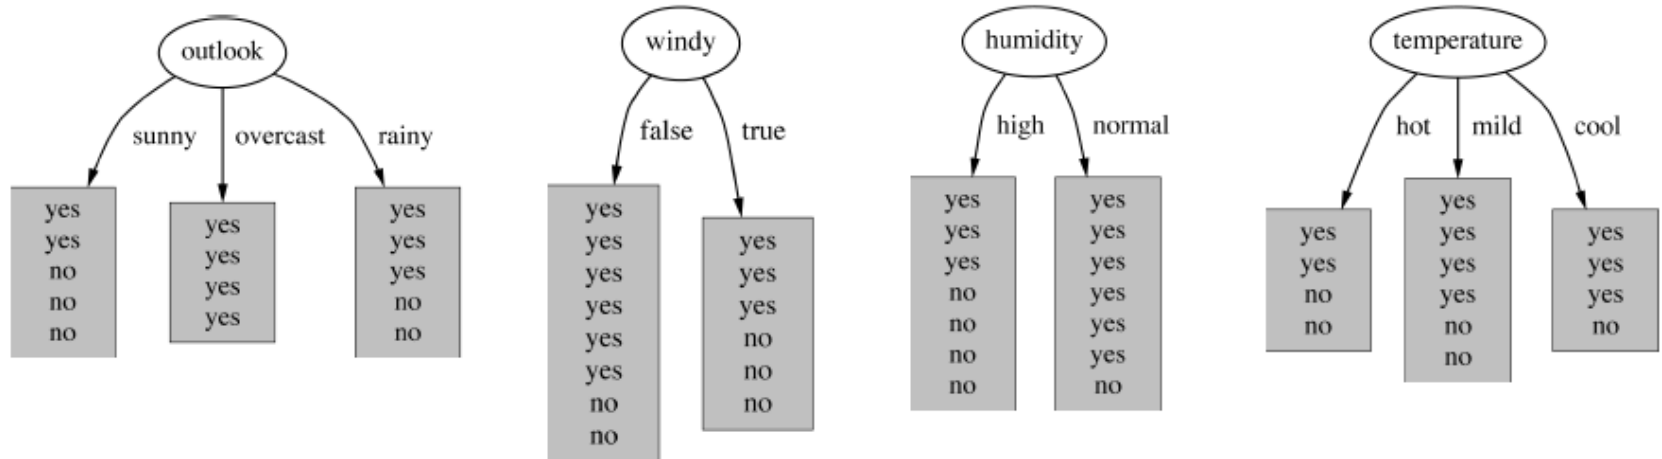 outlook
sunny
overcast
rainy
yes
yes
no
no
no
yes
yes
yes
yes
yes
yes
yes
no
no
windy
false
true
yes
yes
yes
yes
yes
yes
no
no
yes
yes
yes
no
no
no
humidity
high
normal
yes
yes
yes
no
no
no
no
yes
yes
yes
yes
yes
yes
no
temperature
hot
mild
cool
yes
yes
no
no
yes
yes
yes
yes
no
no
yes
yes
yes
no